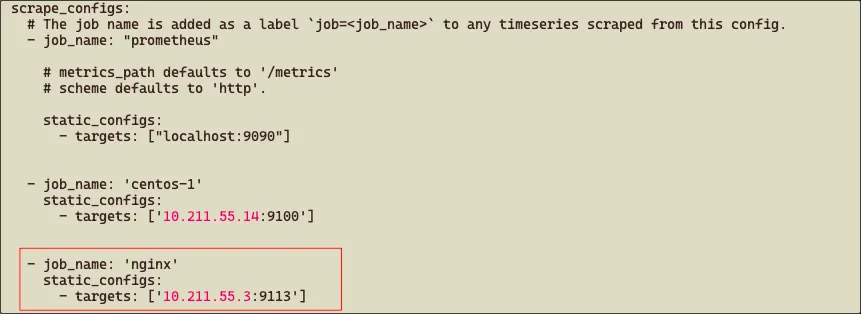 scrape_configs:
  # The job name is added as a label `job=<job_name>` to any timeseries scraped from this config.
  - job_name: "prometheus"
    # metrics_path defaults to '/metrics'
    # scheme defaults to 'http'.
    static_configs:
      - targets: ["localhost:9090"]
  - job_name: 'centos-1'
    static_configs:
      - targets: ['10.211.55.14:9100']
  - job_name: 'nginx'
    static_configs:
      - targets: ['10.211.55.3:9113']